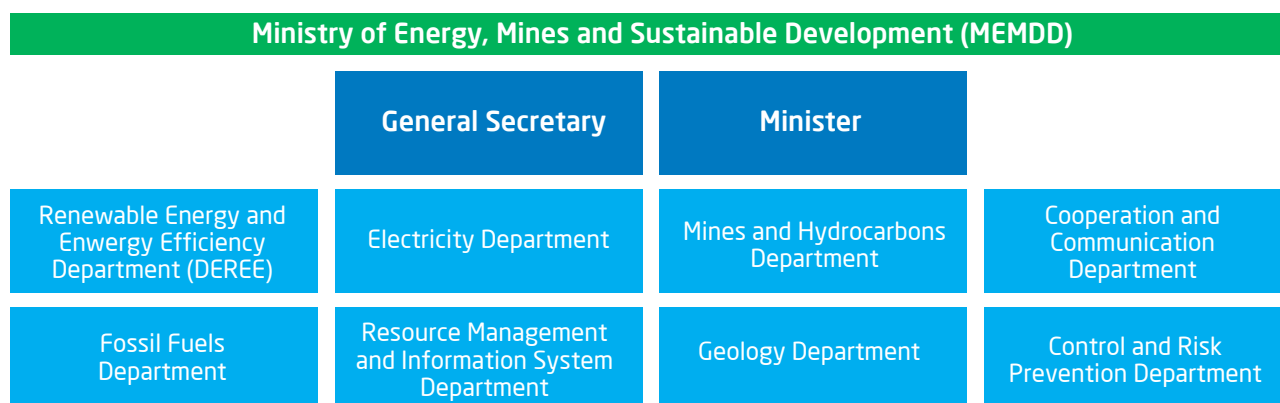 Ministry of Energy, Mines and Sustainable Development (MEMDD)
General Secretary
Minister
Renewable Energy and
Enwergy Efficiency
Department (DEREE)
Electricity Department
Mines and Hydrocarbons
Department
Cooperation and
Communication
Department
Fossil Fuels
Department
Resource Management
and Information System
Department
Geology Department
Control and Risk
Prevention Department